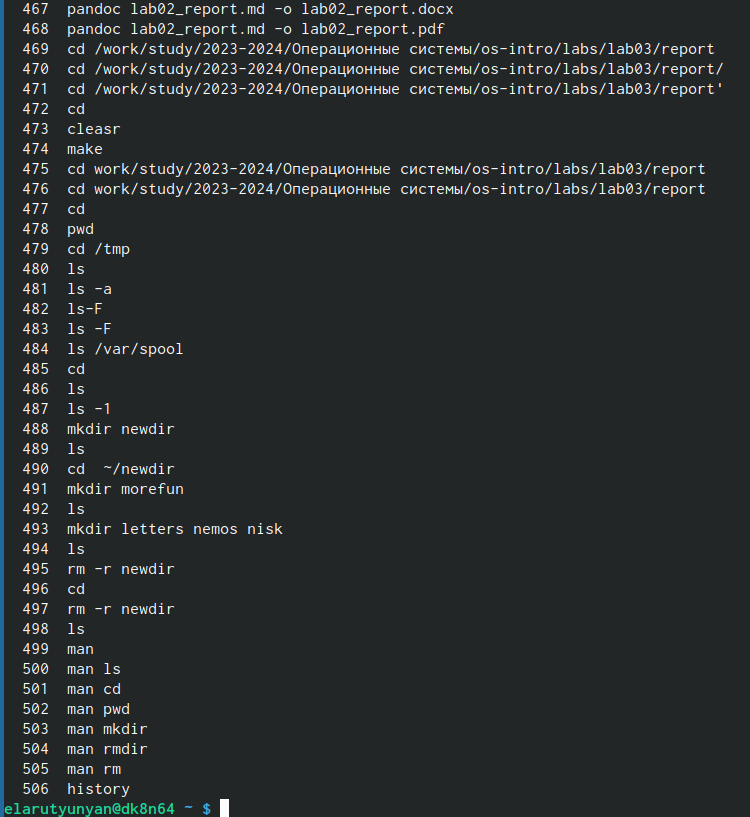 467  pandoc lab02_report.md -o lab02_report.docx
468  pandoc lab02_report.md -o lab02_report.pdf
469  cd /work/study/2023-2024/Операционные системы/os-intro/labs/lab03/report
470  cd /work/study/2023-2024/Операционные системы/os-intro/labs/lab03/report/
471  cd /work/study/2023-2024/Операционные системы/os-intro/labs/lab03/report'
472  cd
473  cleasr
474  make
475  cd work/study/2023-2024/Операционные системы/os-intro/labs/lab03/report
476  cd work/study/2023-2024/Операционные системы/os-intro/labs/lab03/report
477  cd
478  pwd
479  cd /tmp
480  ls
481  ls -a
482  ls-F
483  ls -F
484  ls /var/spool
485  cd
486  ls
487  ls -1
488  mkdir newdir
489  ls
490  cd  ~/newdir
491  mkdir morefun
492  ls
493  mkdir letters nemos nisk
494  ls
495  rm -r newdir
496  cd
497  rm -r newdir
498  ls
499  man
500  man ls
501  man cd
502  man pwd
503  man mkdir
504  man rmdir
505  man rm
506  history
elarutyunyan@dk8n64 ~ $